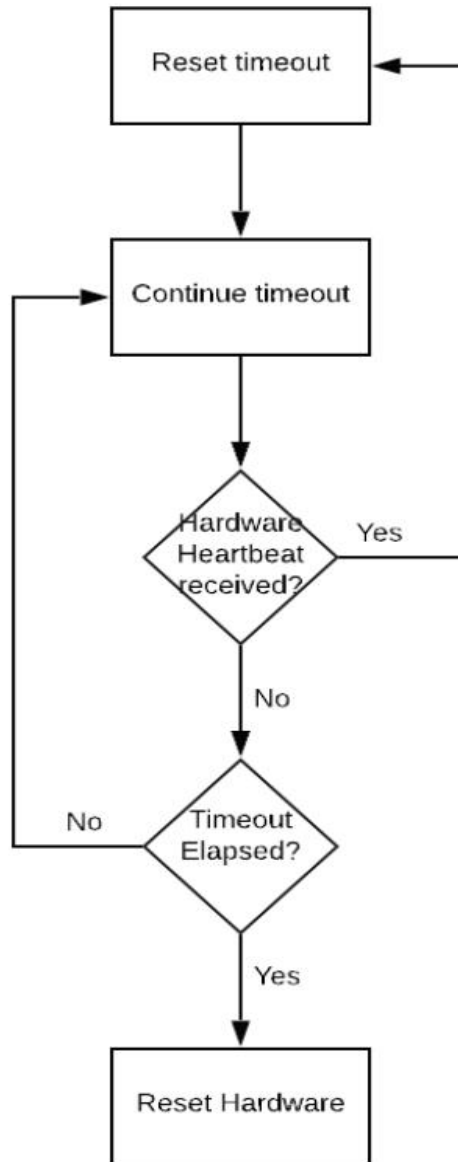 Reset timeout
Continue timeout
Hardware
Heartbeat
received?
Yes
No
Timeout
Elapsed?
No
Yes
Reset Hardware